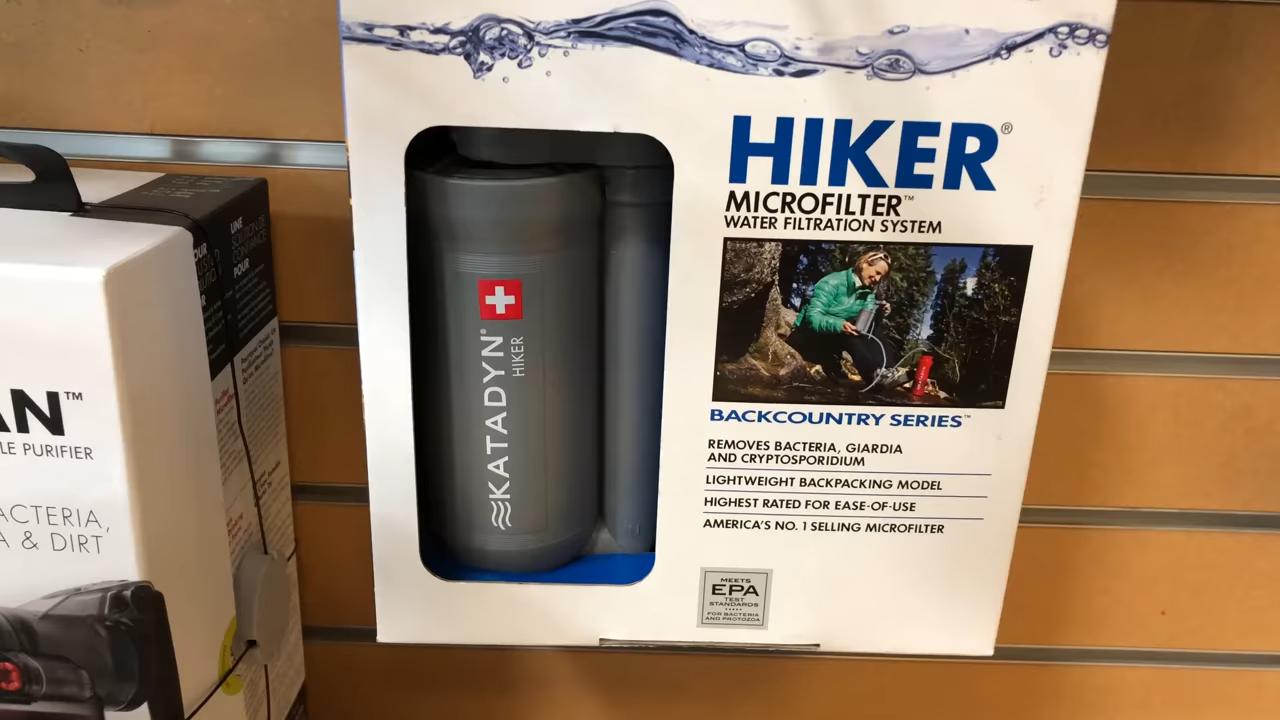 HIKER®
MICROFILTER™
WATER FILTRATION SYSTEM
KATADYN®
HIKER
BACKCOUNTRY SERIES™
REMOVES BACTERIA, GIARDIA
AND CRYPTOSPORIDIUM
LIGHTWEIGHT BACKPACKING MODEL
HIGHEST RATED FOR EASE-OF-USE
AMERICA'S NO. 1 SELLING MICROFILTER
MEETS
EPA
TEST
STANDARDS
FOR BACTERIA
AND PROTOZOA
AN™
LE PURIFIER
ACTERIA,
A & DIRT
UNE
POUR